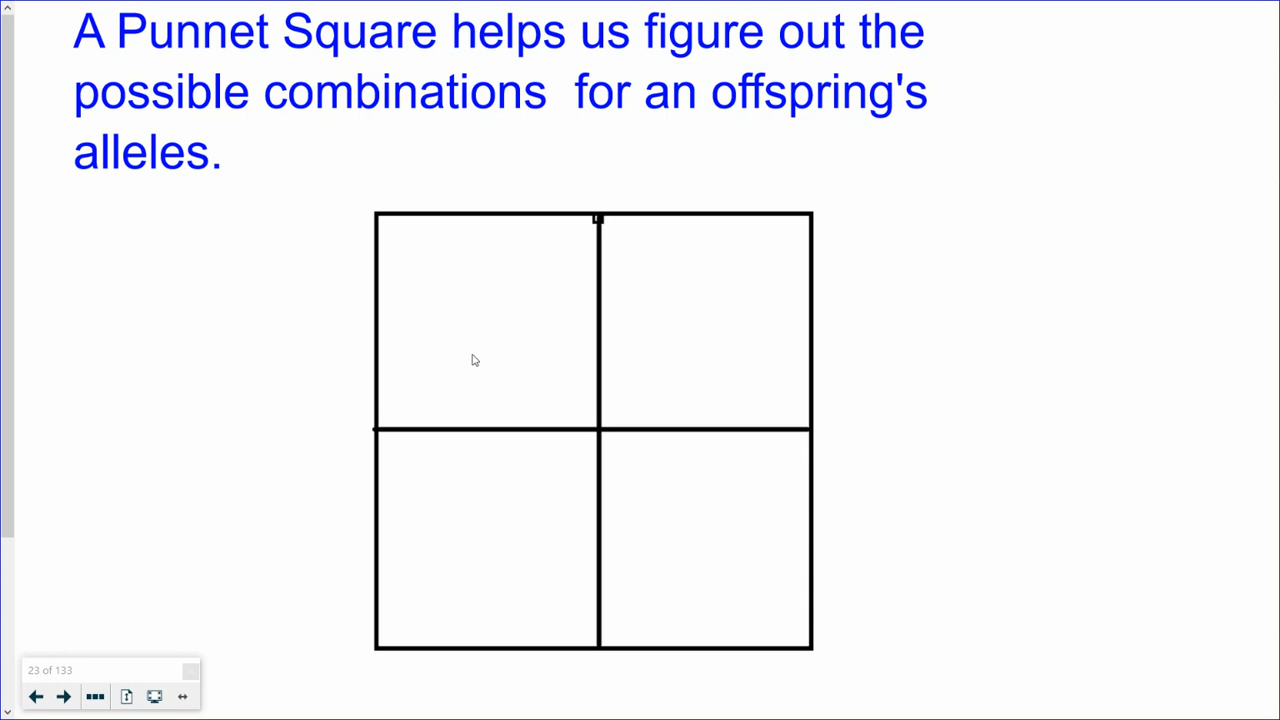 A Punnet Square helps us figure out the
possible combinations  for an offspring's
alleles.
23 of 133